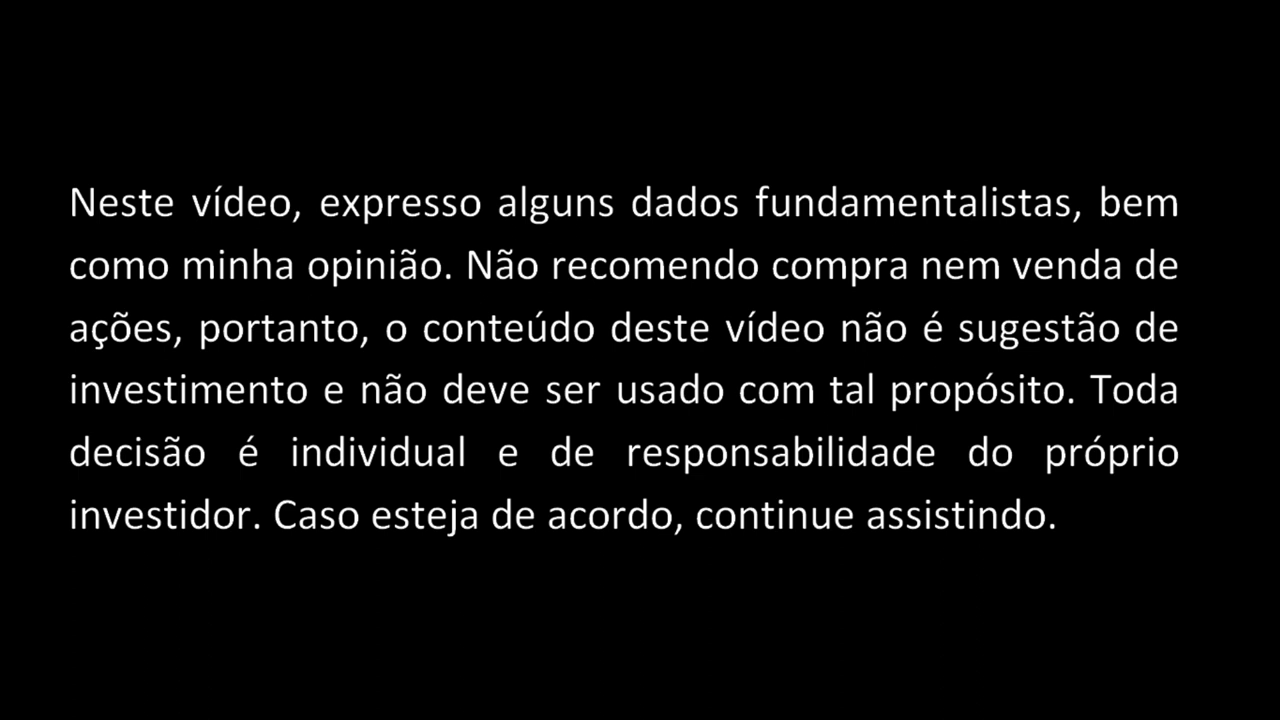 Neste vídeo, expresso alguns dados fundamentalistas, bem
como minha opinião. Não recomendo compra nem venda de
ações, portanto, o conteúdo deste vídeo não é sugestão de
investimento e não deve ser usado com tal propósito. Toda
decisão é individual e de responsabilidade do próprio
investidor. Caso esteja de acordo, continue assistindo.